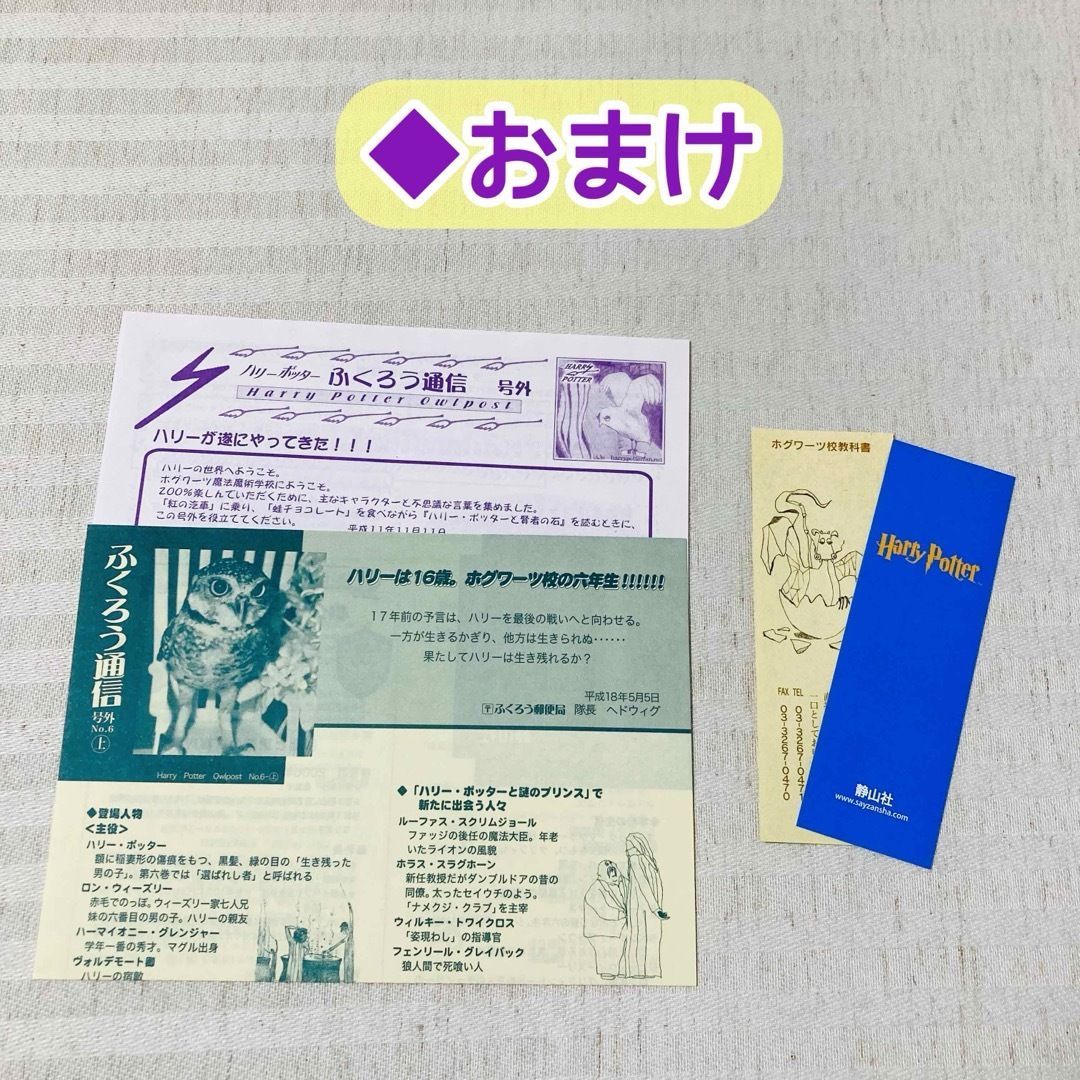 ◆おまけ
ハリーポッター ふくろう通信 号外
Harry Potter Owlpost
HARRY POTTER
ハリーが遂にやってきた!!!
ハリーの世界へようこそ。
ホグワーツ魔法魔術学校にようこそ。
200%楽しんでいただくために、主なキャラクターと不思議な言葉を集めました。
「紅の汽車」に乗り、「蛙チョコレート」を食べながら『ハリー・ポッターと賢者の石』を読むときに、
この号外を役立ててください。
平成11年11月11日
ふくろう通信
号外
No.6
上
Harry Potter Owlpost No.6-上
ハリーは16歳。ホグワーツ校の六年生!!!!!!
17年前の予言は、ハリーを最後の戦いへと向わせる。
一方が生きるかぎり、他方は生きられぬ……
果たしてハリーは生き残れるか?
平成18年5月5日
〒ふくろう郵便局 隊長 ヘドウィグ
◆登場人物
<主役>
ハリー・ポッター
額に稲妻形の傷痕をもつ、黒髪、緑の目の「生き残った
男の子」。第六巻では「選ばれし者」と呼ばれる
ロン・ウィーズリー
赤毛でのっぽ。ウィーズリー家七人兄
妹の六番目の男の子。ハリーの親友
ハーマイオニー・グレンジャー
学年一番の秀才。マグル出身
ヴォルデモート卿
ハリーの宿敵
◆「ハリー・ポッターと謎のプリンス」で
新たに出会う人々
ルーファス・スクリムジョール
ファッジの後任の魔法大臣。年老
いたライオンの風貌
ホラス・スラグホーン
新任教授だがダンブルドアの昔の
同僚。太ったセイウチのよう。
「ナメクジ・クラブ」を主宰
ウィルキー・トワイクロス
「姿現わし」の指導官
フェンリール・グレイバック
狼人間で死喰い人
ホグワーツ校教科書
一口としてお
TEL 03-3267-047
FAX 03-3267-0470
Harry Potter
静山社
www.sayzansha.com